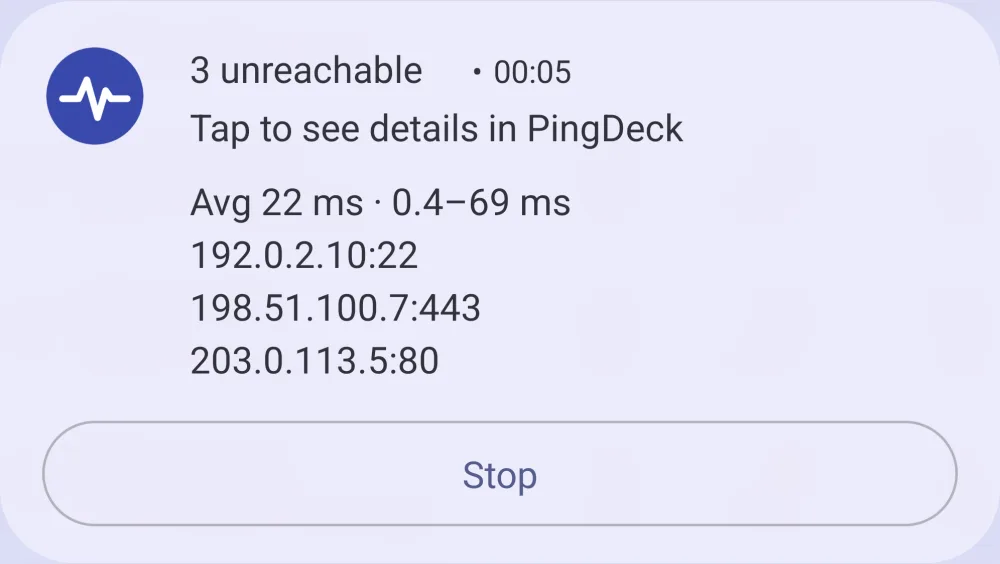 3 unreachable • 00:05
Tap to see details in PingDeck
Avg 22 ms · 0.4–69 ms
192.0.2.10:22
198.51.100.7:443
203.0.113.5:80
Stop